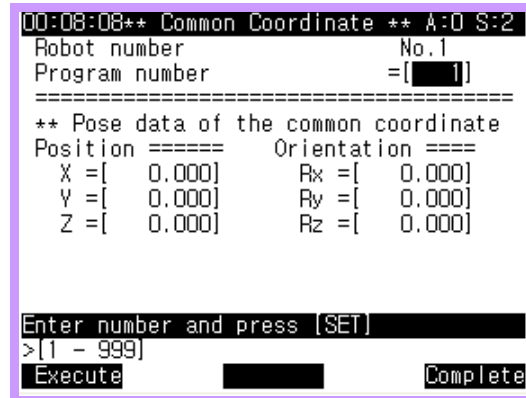 00:08:08** Common Coordinate ** A:0 S:2
Robot number No.1
Program number =[ 1]
======================================
** Pose data of the common coordinate
Position ====== Orientation ====
X =[ 0.000] Rx =[ 0.000]
Y =[ 0.000] Ry =[ 0.000]
Z =[ 0.000] Rz =[ 0.000]
Enter number and press [SET]
>[1 - 999]
Execute Complete